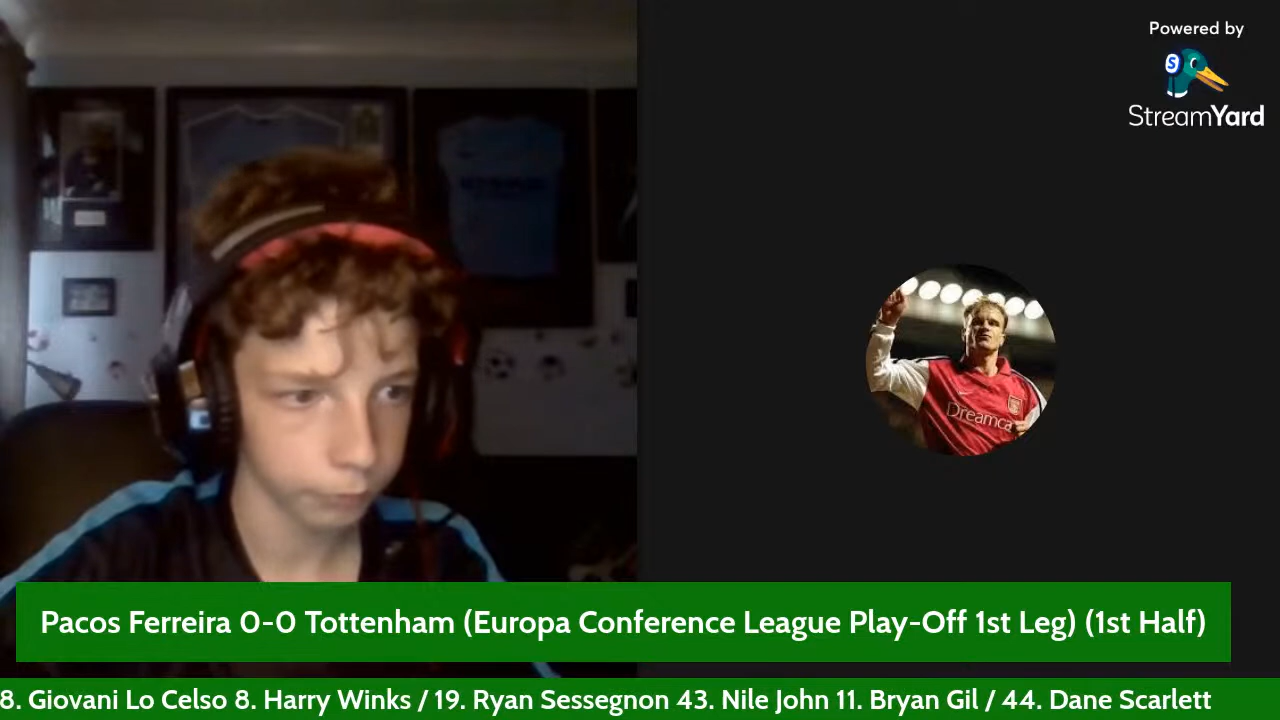 Powered by
S
StreamYard
Dreamca
Pacos Ferreira 0-0 Tottenham (Europa Conference League Play-Off 1st Leg) (1st Half)
8. Giovani Lo Celso 8. Harry Winks / 19. Ryan Sessegnon 43. Nile John 11. Bryan Gil / 44. Dane Scarlett